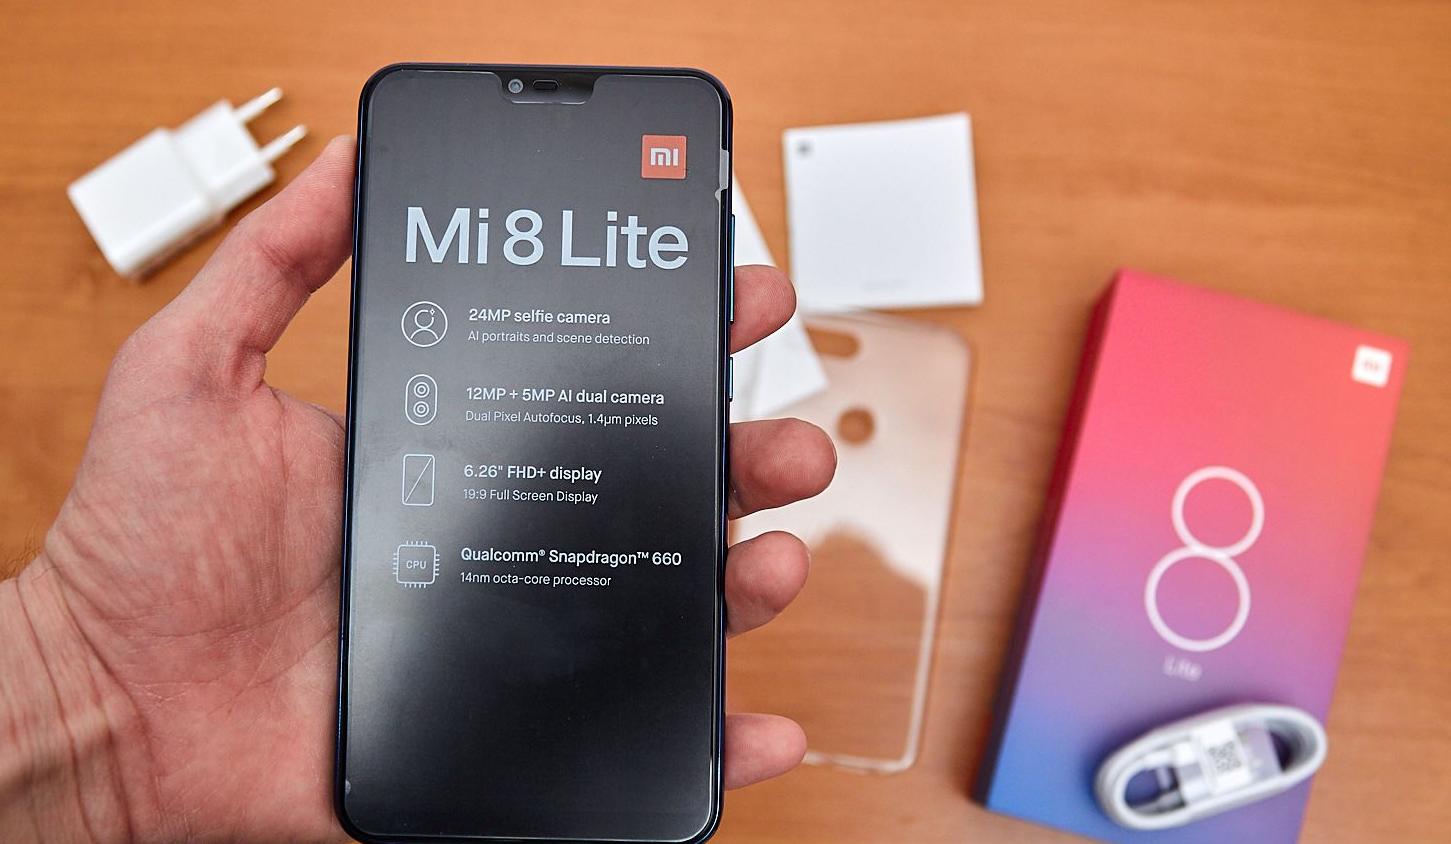 mi
Mi 8 Lite
24MP selfie camera
AI portraits and scene detection
12MP + 5MP AI dual camera
Dual Pixel Autofocus, 1.4µm pixels
6.26" FHD+ display
19:9 Full Screen Display
CPU
Qualcomm® Snapdragon™ 660
14nm octa-core processor
mi
8
Lite